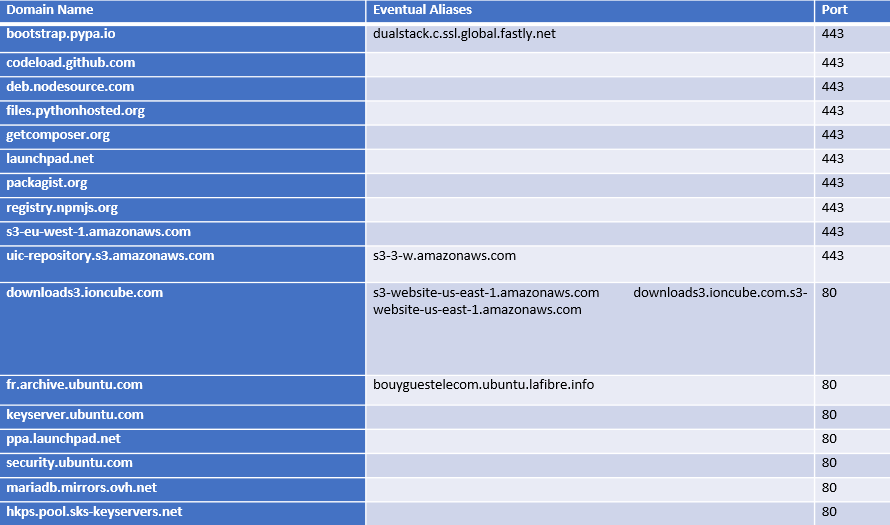 Domain Name Eventual Aliases Port
bootstrap.pypa.io dualstack.c.ssl.global.fastly.net 443
codeload.github.com 443
deb.nodesource.com 443
files.pythonhosted.org 443
getcomposer.org 443
launchpad.net 443
packagist.org 443
registry.npmjs.org 443
s3-eu-west-1.amazonaws.com 443
uic-repository.s3.amazonaws.com s3-3-w.amazonaws.com 443
downloads3.ioncube.com s3-website-us-east-1.amazonaws.com downloads3.ioncube.com.s3- 80
website-us-east-1.amazonaws.com
fr.archive.ubuntu.com bouyguestelecom.ubuntu.lafibre.info 80
keyserver.ubuntu.com 80
ppa.launchpad.net 80
security.ubuntu.com 80
mariadb.mirrors.ovh.net 80
hkps.pool.sks-keyservers.net 80